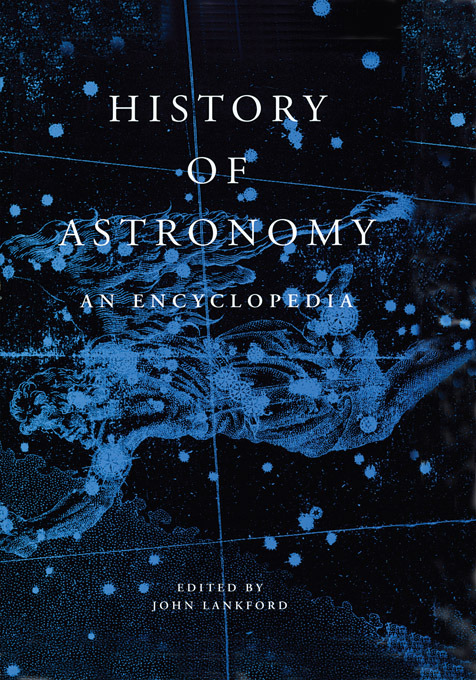 HISTORY
OF
ASTRONOMY
AN ENCYCLOPEDIA
EDITED BY
JOHN LANKFORD